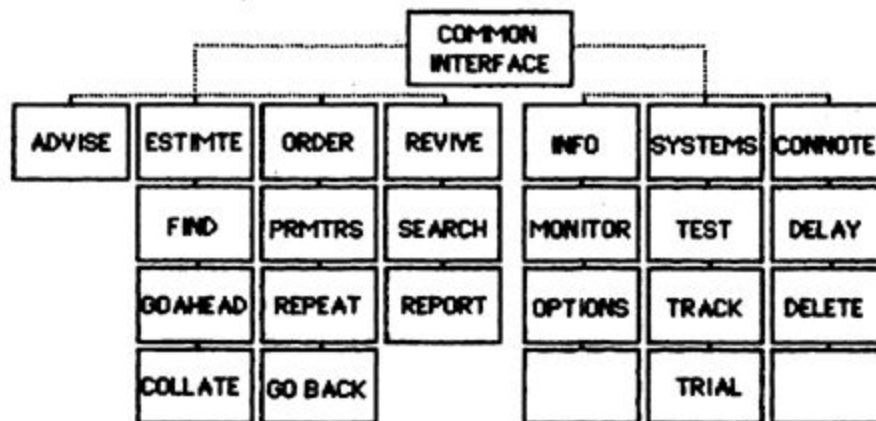 COMMON
INTERFACE
ADVISE ESTIMTE ORDER REVIVE INFO SYSTEMS CONNOTE
FIND PRMTRS SEARCH MONITOR TEST DELAY
GOAHEAD REPEAT REPORT OPTIONS TRACK DELETE
COLLATE GO BACK TRIAL